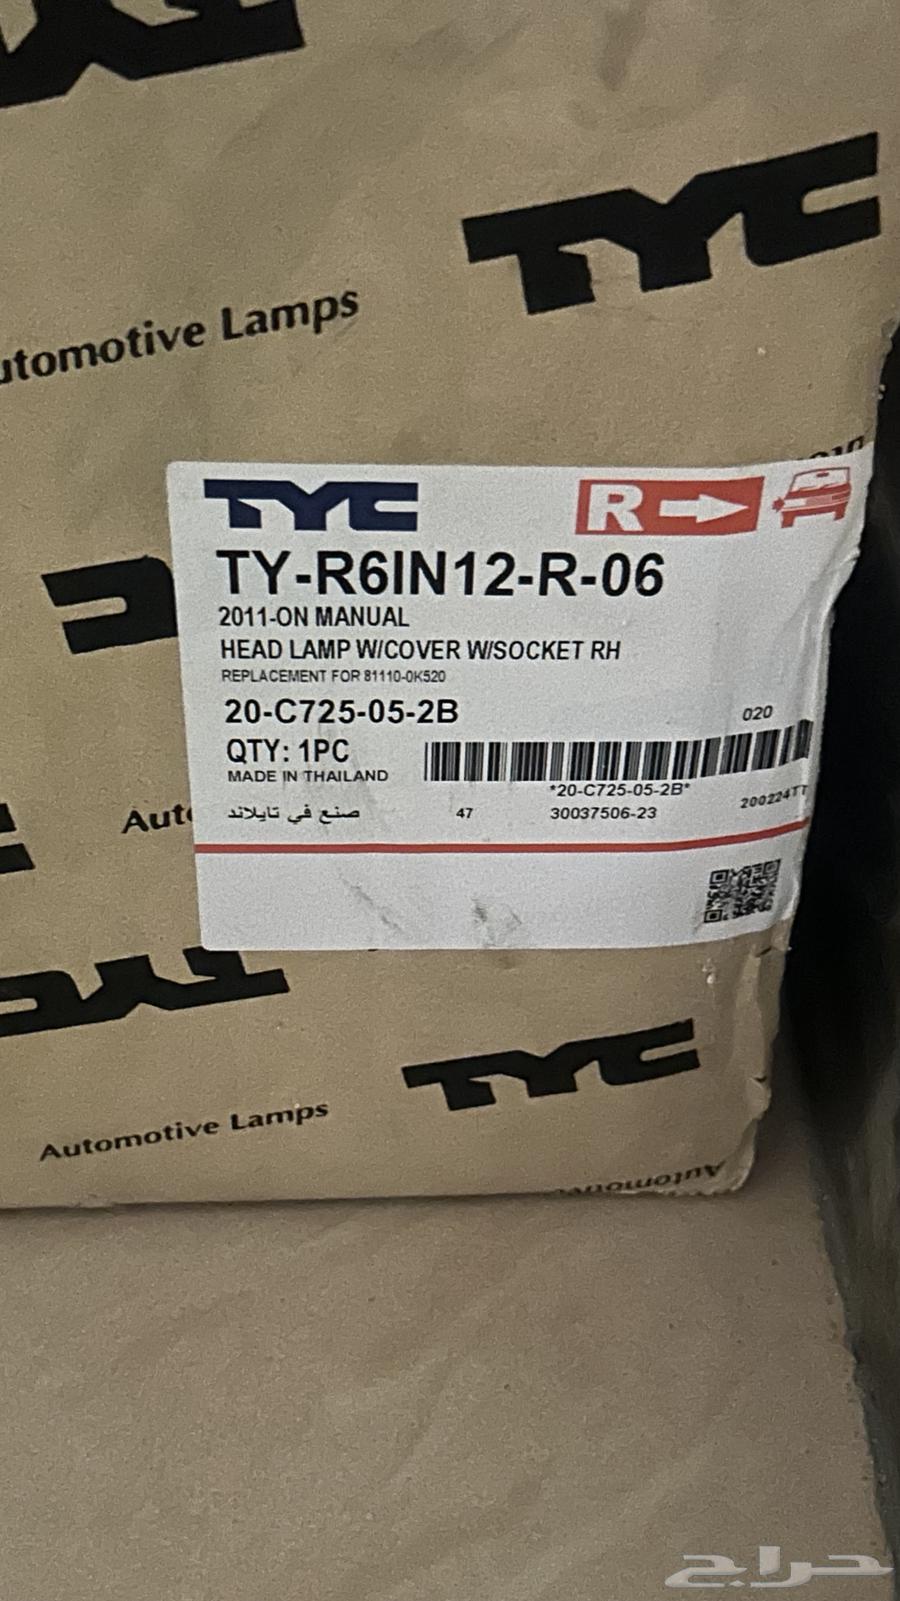 TYC
Automotive Lamps
TYC
R
TY-R6IN12-R-06
2011-ON MANUAL
HEAD LAMP W/COVER W/SOCKET RH
REPLACEMENT FOR 81110-0K520
20-C725-05-2B
020
QTY: 1PC
MADE IN THAILAND
*20-C725-05-2B*
صنع في تايلاند
47
30037506-23
200224TT
TYC
TYC
Automotive Lamps
Automotive
حراج